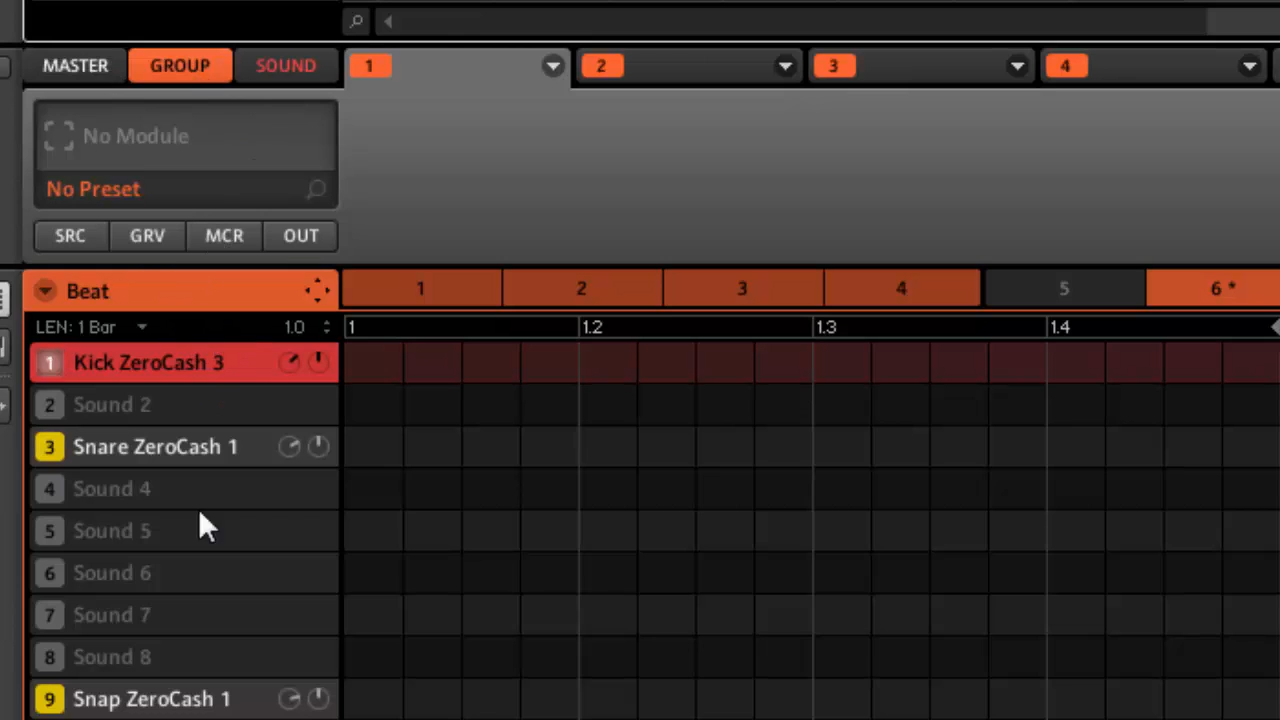 MASTER GROUP SOUND 1 2 3 4
No Module
No Preset
SRC GRV MCR OUT
Beat 1 2 3 4 5 6 *
LEN: 1 Bar 1.0 1 1.2 1.3 1.4
1 Kick ZeroCash 3
2 Sound 2
3 Snare ZeroCash 1
4 Sound 4
5 Sound 5
6 Sound 6
7 Sound 7
8 Sound 8
9 Snap ZeroCash 1